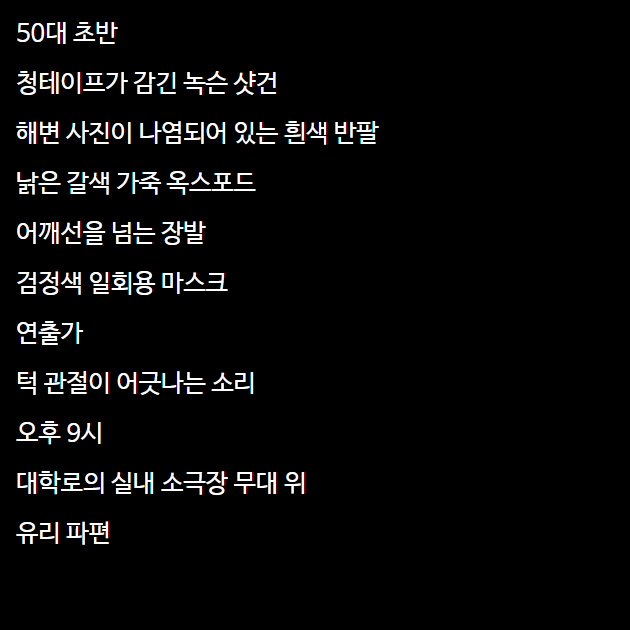 50대 초반
청테이프가 감긴 녹슨 샷건
해변 사진이 나염되어 있는 흰색 반팔
낡은 갈색 가죽 옥스포드
어깨선을 넘는 장발
검정색 일회용 마스크
연출가
턱 관절이 어긋나는 소리
오후 9시
대학로의 실내 소극장 무대 위
유리 파편